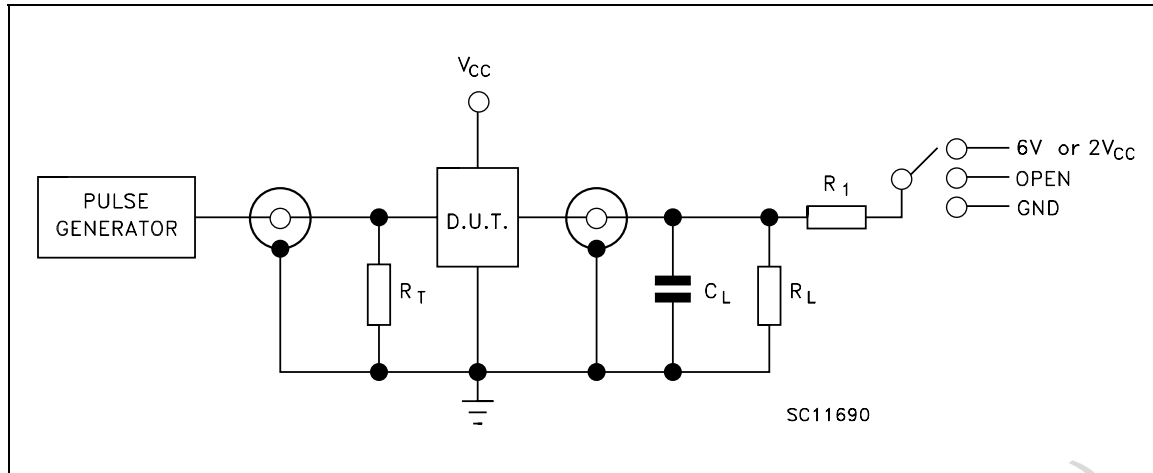 V_CC
6V or 2V_CC
OPEN
GND
R_1
PULSE
GENERATOR
D.U.T.
R_T
C_L
R_L
SC11690